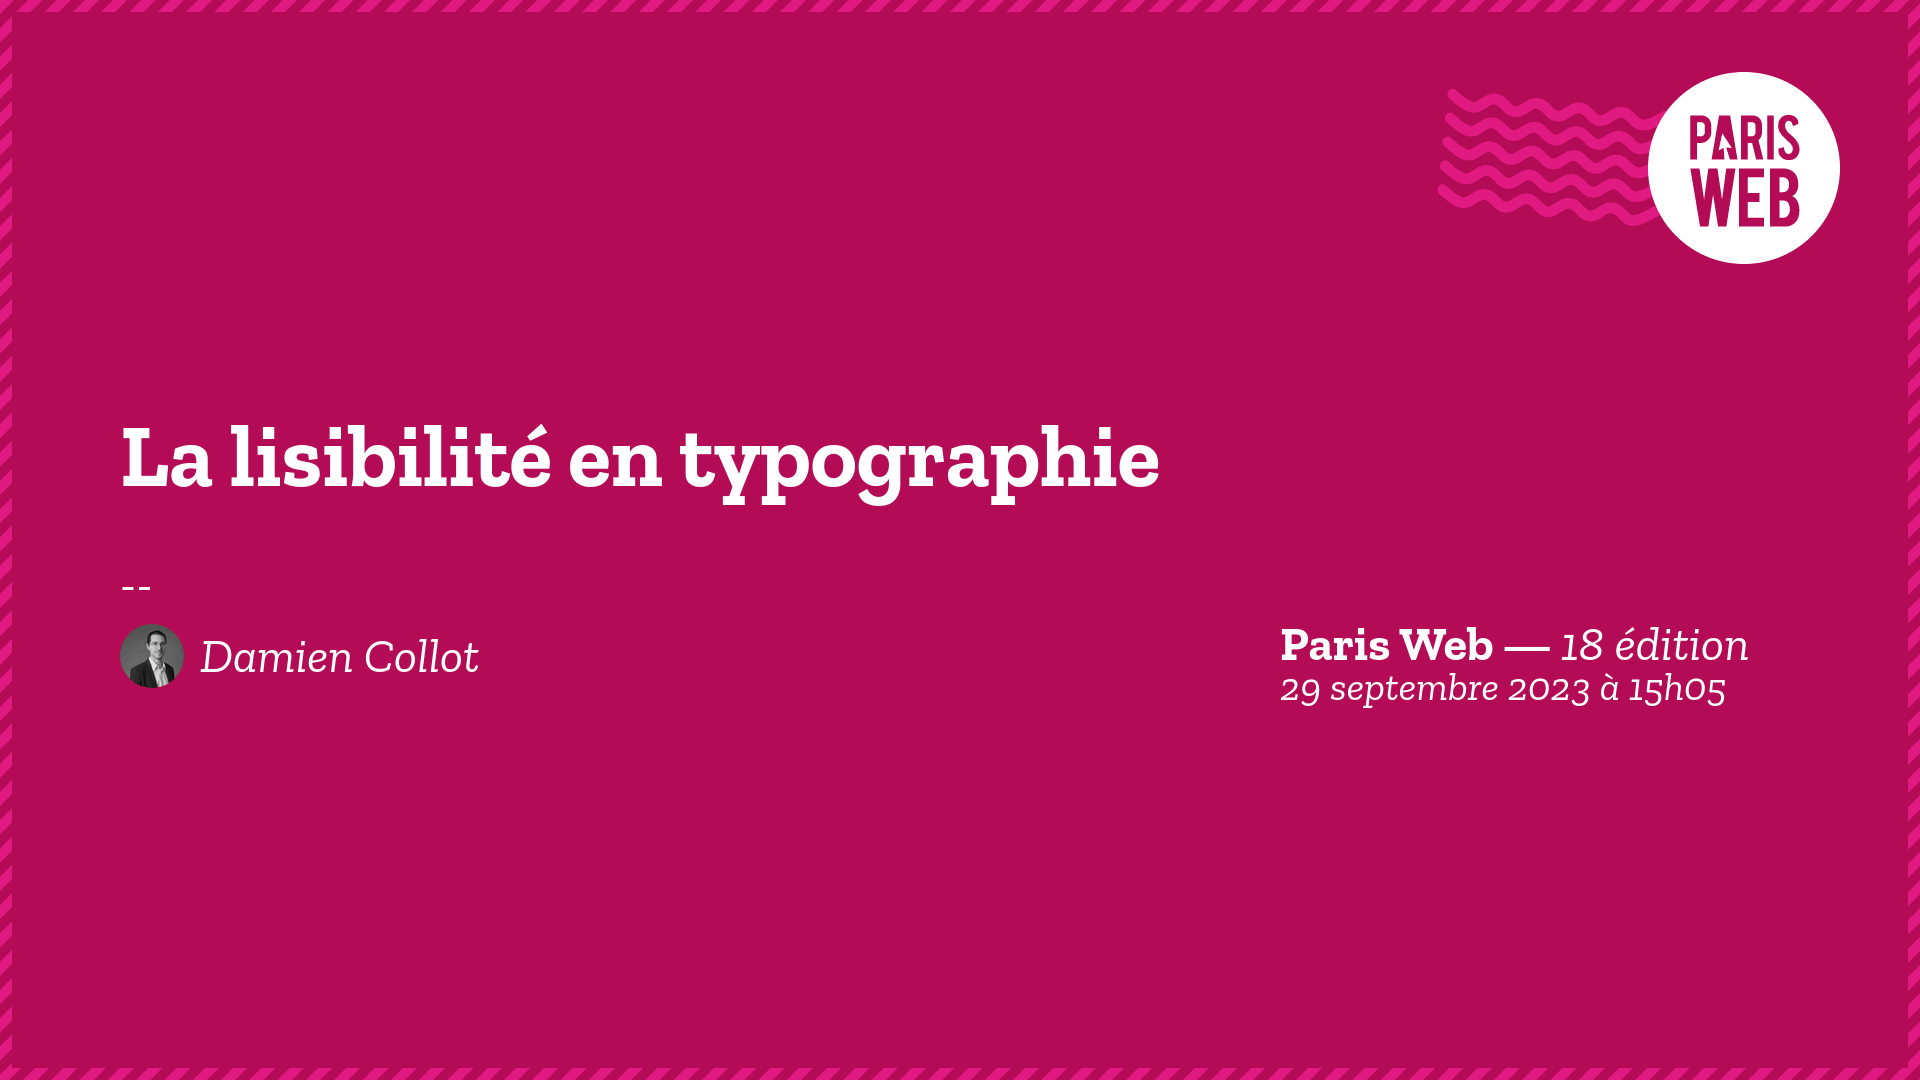 PARIS
WEB
La lisibilité en typographie
--
Damien Collot
Paris Web — 18 édition
29 septembre 2023 à 15h05